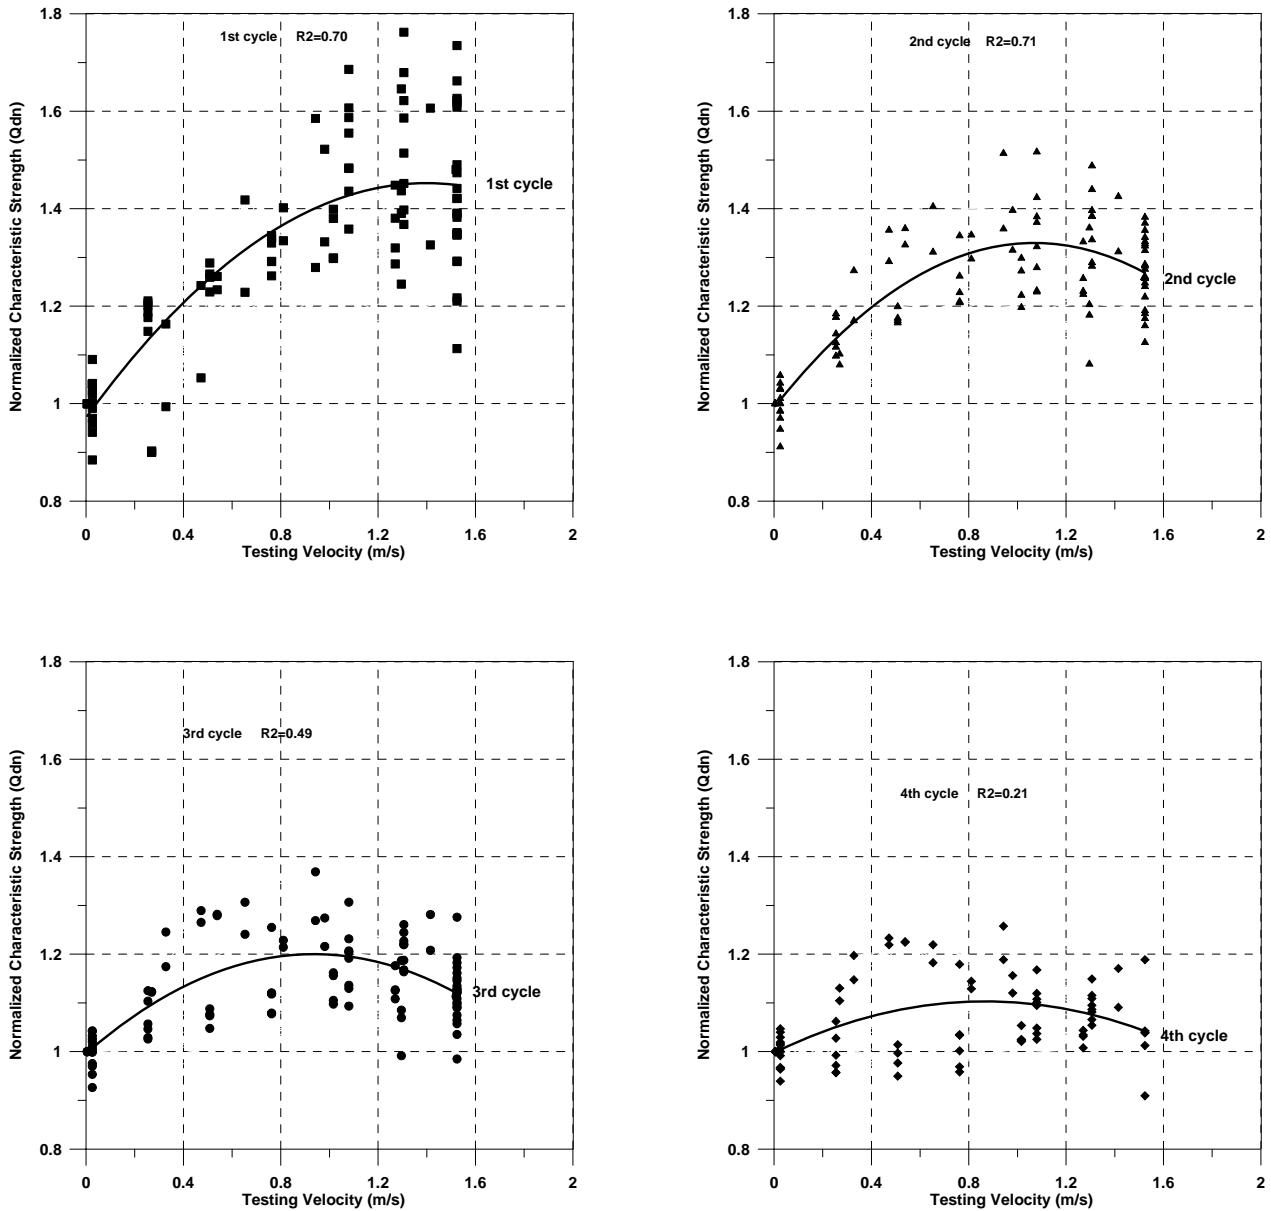 1.8
1st cycle R2=0.70
1.6
1.4
1.2
1
0.8
Normalized Characteristic Strength (Qdn)
1st cycle
0 0.4 0.8 1.2 1.6 2
Testing Velocity (m/s)
1.8
2nd cycle R2=0.71
1.6
1.4
1.2
1
0.8
Normalized Characteristic Strength (Qdn)
2nd cycle
0 0.4 0.8 1.2 1.6 2
Testing Velocity (m/s)
1.8
3rd cycle R2=0.49
1.6
1.4
1.2
1
0.8
Normalized Characteristic Strength (Qdn)
3rd cycle
0 0.4 0.8 1.2 1.6 2
Testing Velocity (m/s)
1.8
1.6
4th cycle R2=0.21
1.4
1.2
1
0.8
Normalized Characteristic Strength (Qdn)
4th cycle
0 0.4 0.8 1.2 1.6 2
Testing Velocity (m/s)